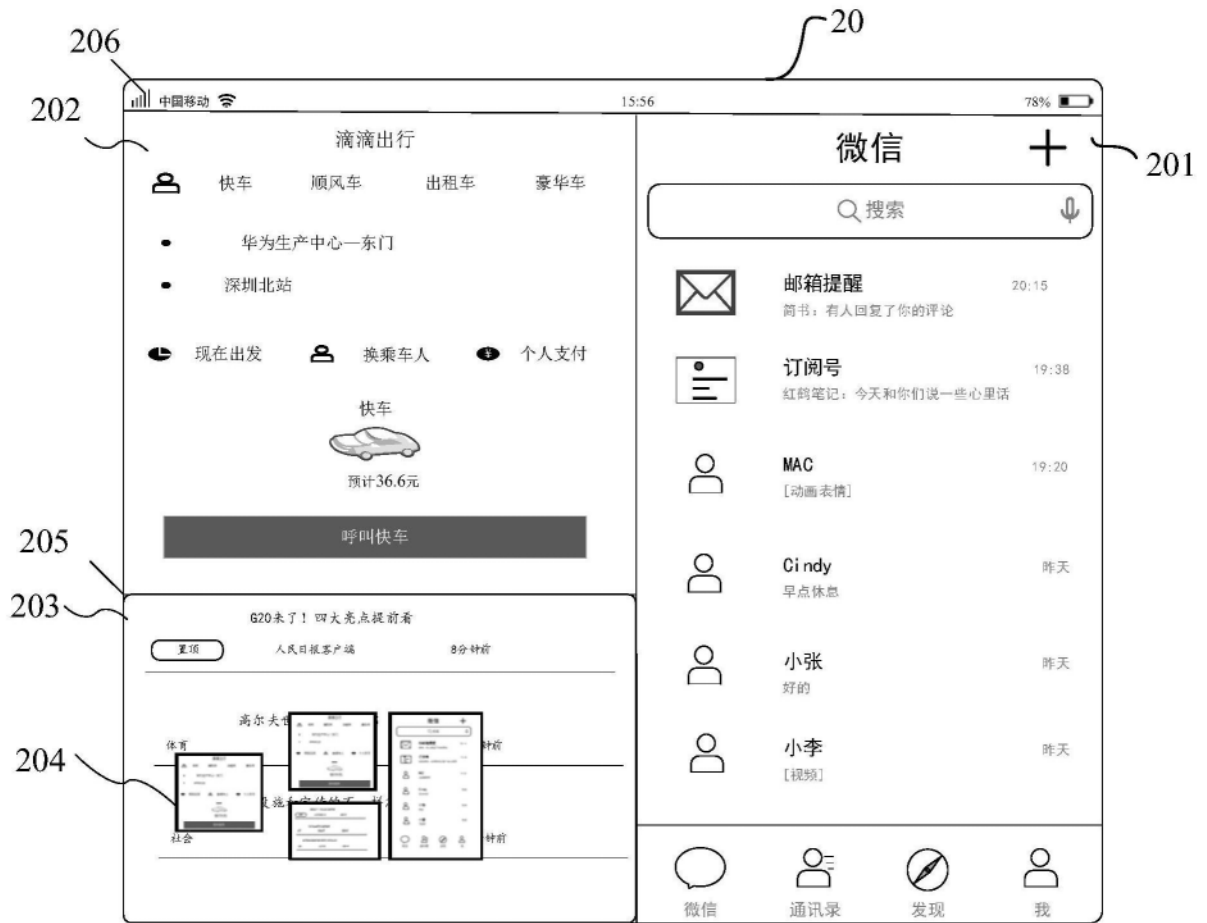 20
206
中国移动
15:56
78%
202
滴滴出行
快车 顺风车 出租车 豪华车
华为生产中心—东门
深圳北站
现在出发 换乘车人 个人支付
快车
预计36.6元
呼叫快车
微信
201
搜索
邮箱提醒 20:15
简书：有人回复了你的评论
订阅号 19:38
红鹤笔记：今天和你们说一些心里话
MAC 19:20
[动画表情]
Cindy 昨天
早点休息
小张 昨天
好的
小李 昨天
[视频]
微信 通讯录 发现 我
205
203
G20来了！四大亮点提前看
置顶 人民日报客户端 8分钟前
高尔夫世
体育 钟前
204
社会 钟前